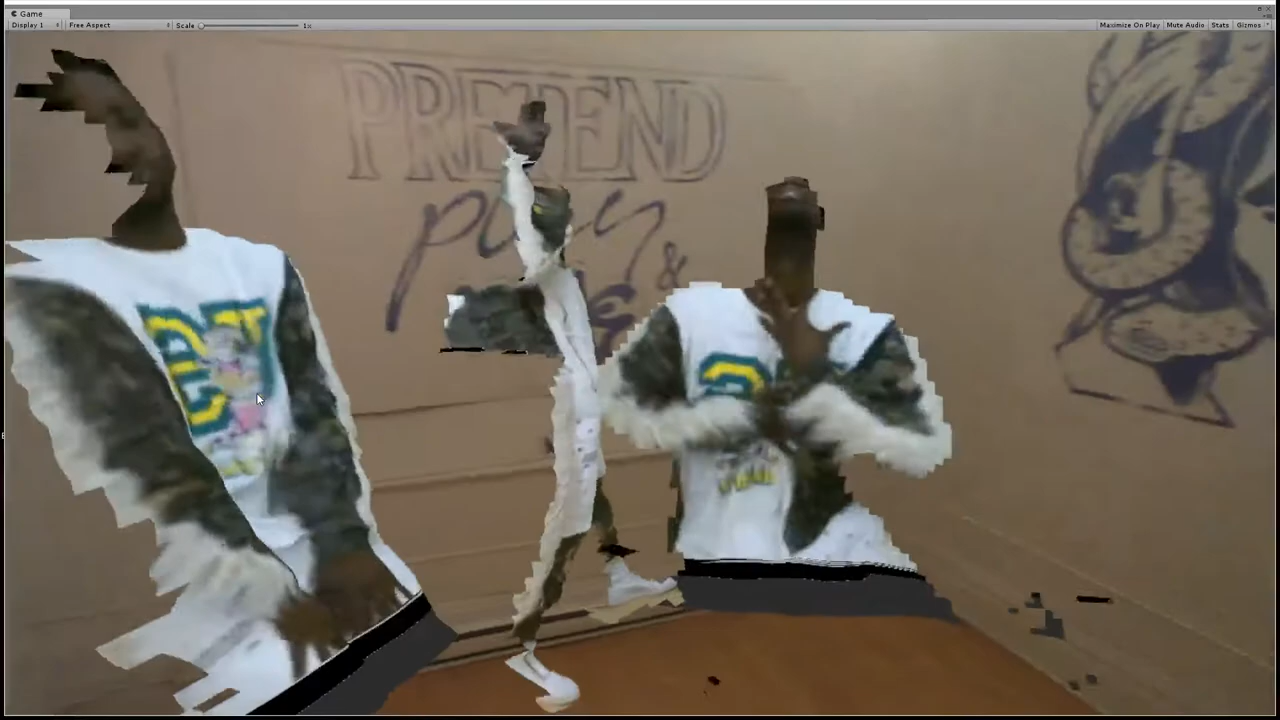 Game
Display 1
Free Aspect
Scale
1x
Maximize On Play
Mute Audio
Stats
Gizmos
PRETEND
play
&